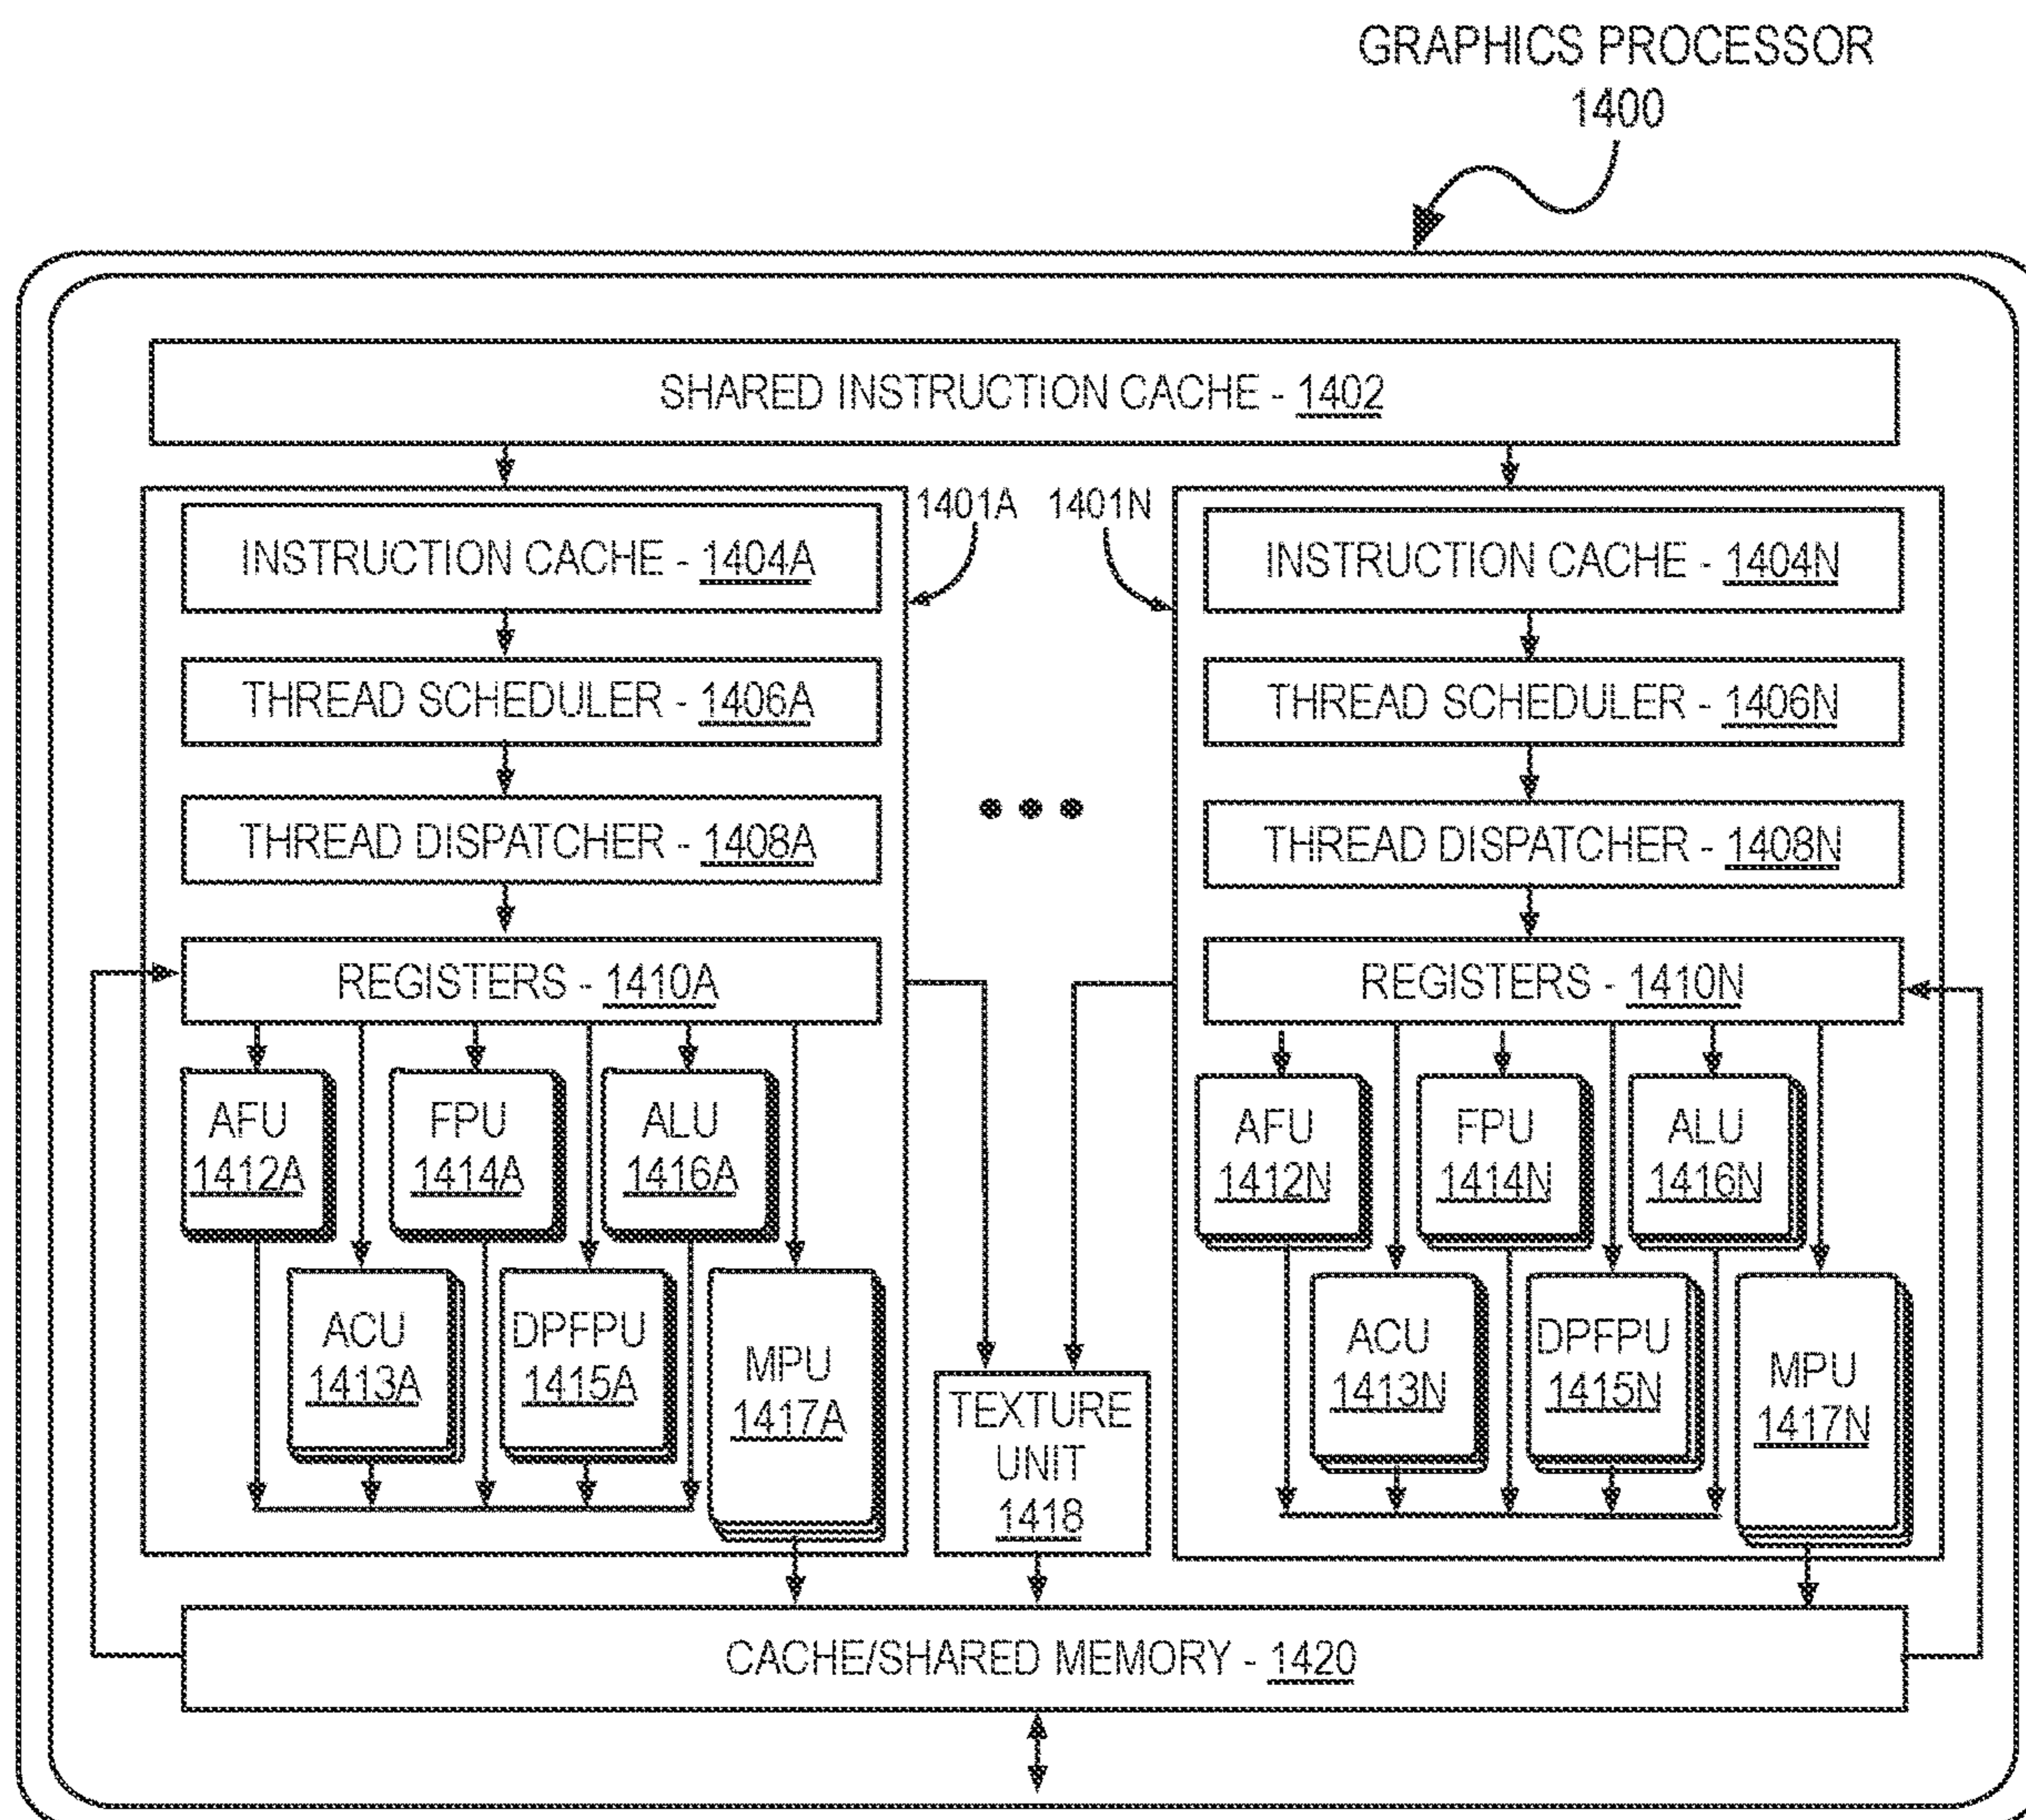 GRAPHICS PROCESSOR
1400
SHARED INSTRUCTION CACHE - 1402
1401A
1401N
INSTRUCTION CACHE - 1404A
THREAD SCHEDULER - 1406A
THREAD DISPATCHER - 1408A
REGISTERS - 1410A
AFU
1412A
FPU
1414A
ALU
1416A
ACU
1413A
DPFPU
1415A
MPU
1417A
INSTRUCTION CACHE - 1404N
THREAD SCHEDULER - 1406N
THREAD DISPATCHER - 1408N
REGISTERS - 1410N
AFU
1412N
FPU
1414N
ALU
1416N
ACU
1413N
DPFPU
1415N
MPU
1417N
TEXTURE
UNIT
1418
CACHE/SHARED MEMORY - 1420